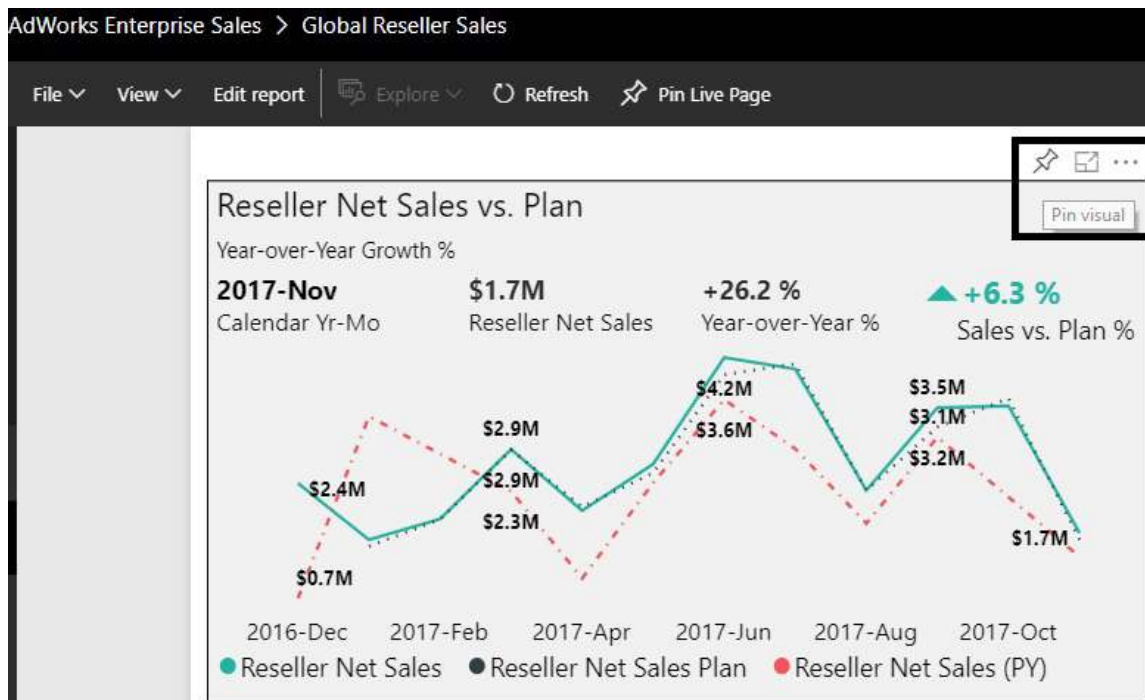 AdWorks Enterprise Sales > Global Reseller Sales
File View Edit report Explore Refresh Pin Live Page
Pin visual
Reseller Net Sales vs. Plan
Year-over-Year Growth %
2017-Nov $1.7M +26.2 % +6.3 %
Calendar Yr-Mo Reseller Net Sales Year-over-Year % Sales vs. Plan %
$4.2M $3.5M
$3.1M
$2.9M $3.6M
$3.2M
$2.4M $2.9M
$2.3M
$1.7M
$0.7M
2016-Dec 2017-Feb 2017-Apr 2017-Jun 2017-Aug 2017-Oct
Reseller Net Sales Reseller Net Sales Plan Reseller Net Sales (PY)